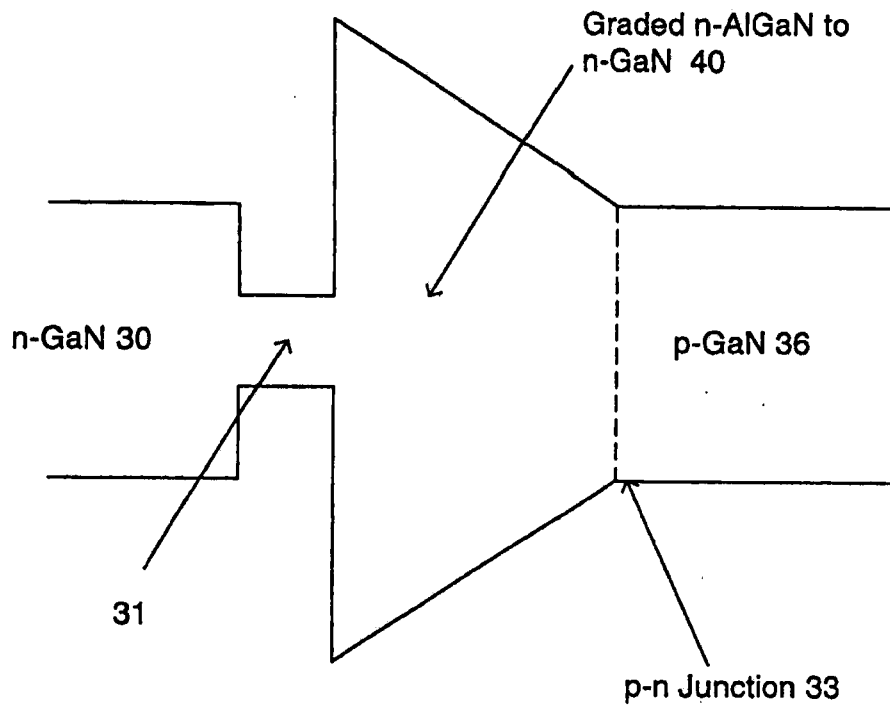 Graded n-AlGaN to
n-GaN 40
n-GaN 30
p-GaN 36
31
p-n Junction 33